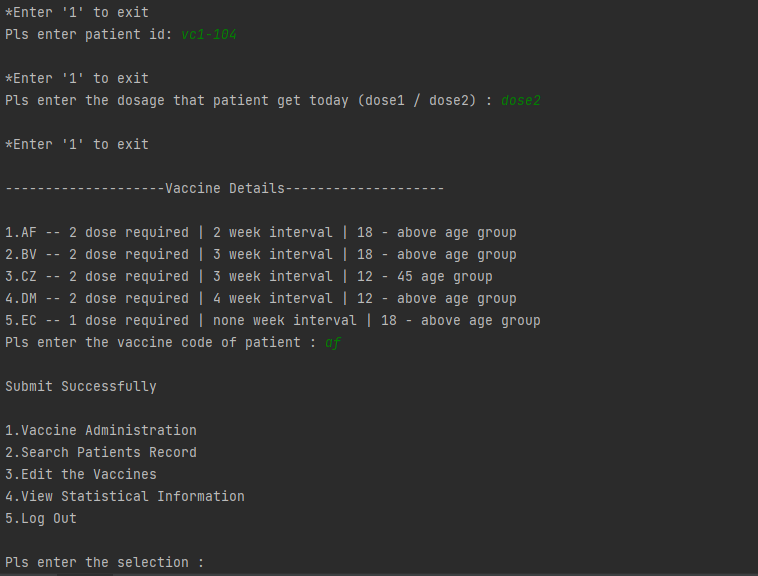 *Enter '1' to exit
Pls enter patient id: vc1-104
*Enter '1' to exit
Pls enter the dosage that patient get today (dose1 / dose2) : dose2
*Enter '1' to exit
--------------------Vaccine Details--------------------
1.AF -- 2 dose required | 2 week interval | 18 - above age group
2.BV -- 2 dose required | 3 week interval | 18 - above age group
3.CZ -- 2 dose required | 3 week interval | 12 - 45 age group
4.DM -- 2 dose required | 4 week interval | 12 - above age group
5.EC -- 1 dose required | none week interval | 18 - above age group
Pls enter the vaccine code of patient : af
Submit Successfully
1.Vaccine Administration
2.Search Patients Record
3.Edit the Vaccines
4.View Statistical Information
5.Log Out
Pls enter the selection :